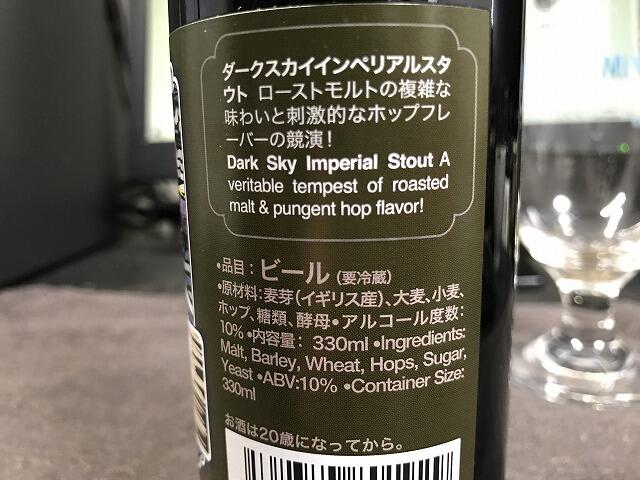 ダークスカイインペリアルスタ
ウト ローストモルトの複雑な
味わいと刺激的なホップフレ
ーバーの競演！
Dark Sky Imperial Stout A
veritable tempest of roasted
malt & pungent hop flavor!
•品目：ビール（要冷蔵）
•原材料：麦芽（イギリス産）、大麦、小麦、
ホップ、糖類、酵母•アルコール度数：
10%•内容量： 330ml •Ingredients:
Malt, Barley, Wheat, Hops, Sugar,
Yeast •ABV:10% •Container Size:
330ml
お酒は20歳になってから。